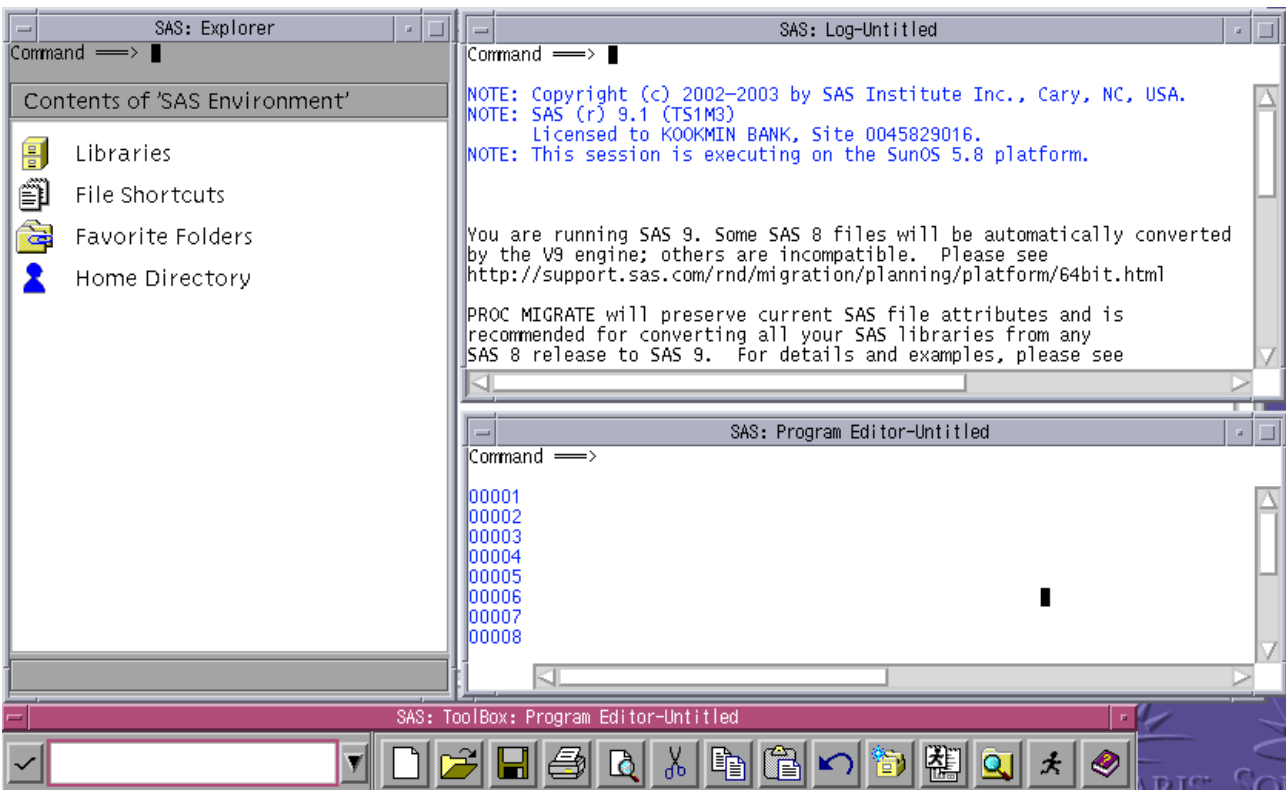 SAS: Explorer
Command ===>
Contents of 'SAS Environment'
Libraries
File Shortcuts
Favorite Folders
Home Directory
SAS: Log-Untitled
Command ===>
NOTE: Copyright (c) 2002-2003 by SAS Institute Inc., Cary, NC, USA.
NOTE: SAS (r) 9.1 (TS1M3)
Licensed to KOOKMIN BANK, Site 0045829016.
NOTE: This session is executing on the SunOS 5.8 platform.
You are running SAS 9. Some SAS 8 files will be automatically converted
by the V9 engine; others are incompatible.  Please see
http://support.sas.com/rnd/migration/planning/platform/64bit.html
PROC MIGRATE will preserve current SAS file attributes and is
recommended for converting all your SAS libraries from any
SAS 8 release to SAS 9.  For details and examples, please see
SAS: Program Editor-Untitled
Command ===>
00001
00002
00003
00004
00005
00006
00007
00008
SAS: ToolBox: Program Editor-Untitled